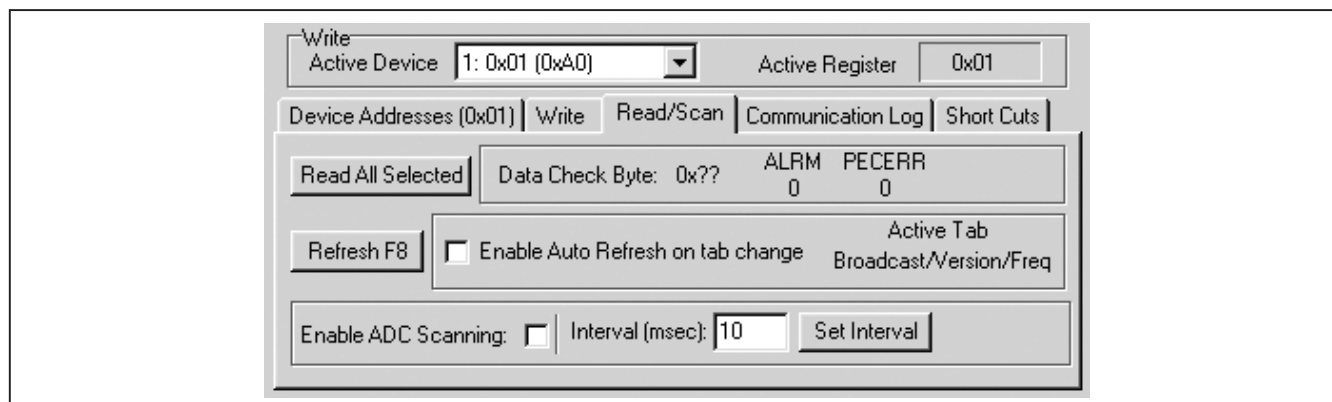 Write
Active Device 1: 0x01 (0xA0) Active Register 0x01
Device Addresses (0x01) Write Read/Scan Communication Log Short Cuts
Read All Selected Data Check Byte: 0x?? ALRM PECERR
0 0
Refresh F8 Enable Auto Refresh on tab change Active Tab
Broadcast/Version/Freq
Enable ADC Scanning: Interval (msec): 10 Set Interval